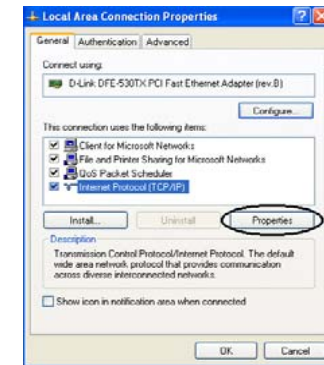 Local Area Connection Properties
General Authentication Advanced
Connect using:
D-Link DFE-530TX PCI Fast Ethernet Adapter (rev.B)
Configure...
This connection uses the following items:
Client for Microsoft Networks
File and Printer Sharing for Microsoft Networks
QoS Packet Scheduler
Internet Protocol (TCP/IP)
Install... Uninstall Properties
Description
Transmission Control Protocol/Internet Protocol. The default
wide area network protocol that provides communication
across diverse interconnected networks.
Show icon in notification area when connected
OK Cancel